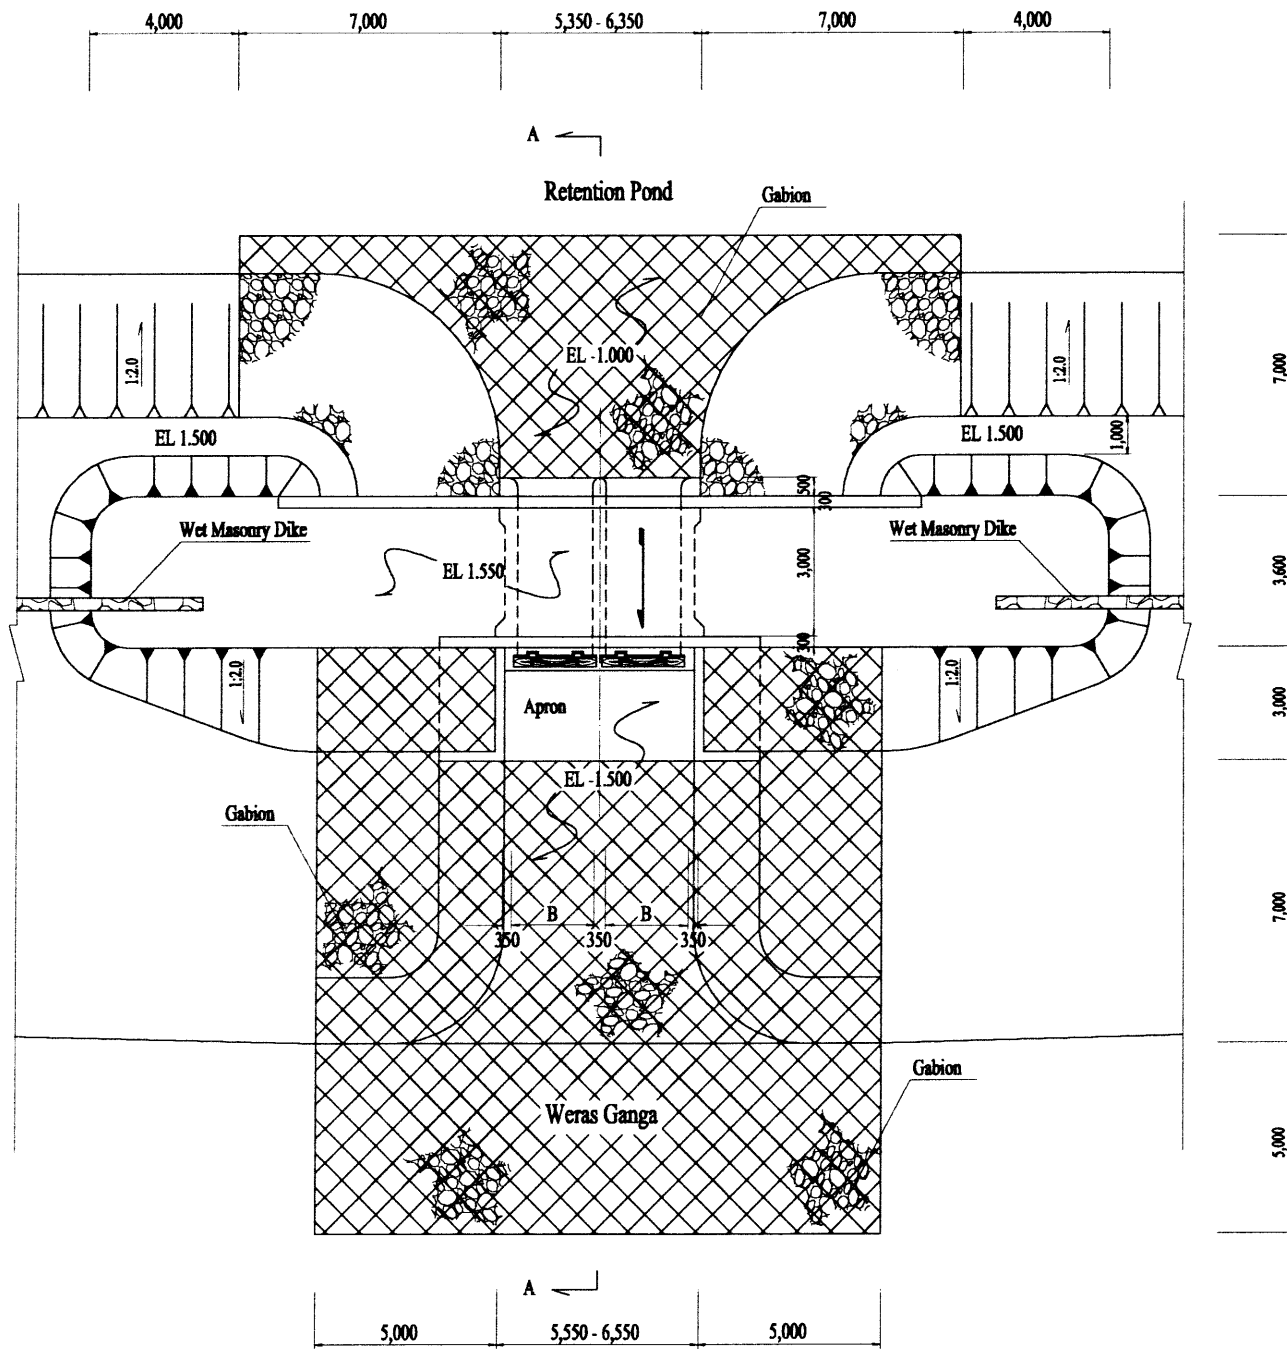 4,000
7,000
5,350 - 6,350
7,000
4,000
A
Retention Pond
Gabion
EL -1.000
1:2.0
1:2.0
7,000
EL 1.500
EL 1.500
1,000
500
300
Wet Masonry Dike
Wet Masonry Dike
EL 1.550
3,000
3,600
300
1:2.0
1:2.0
Apron
3,000
EL -1.500
Gabion
B
B
350
350
350
7,000
Gabion
Weras Ganga
5,000
A
5,000
5,550 - 6,550
5,000